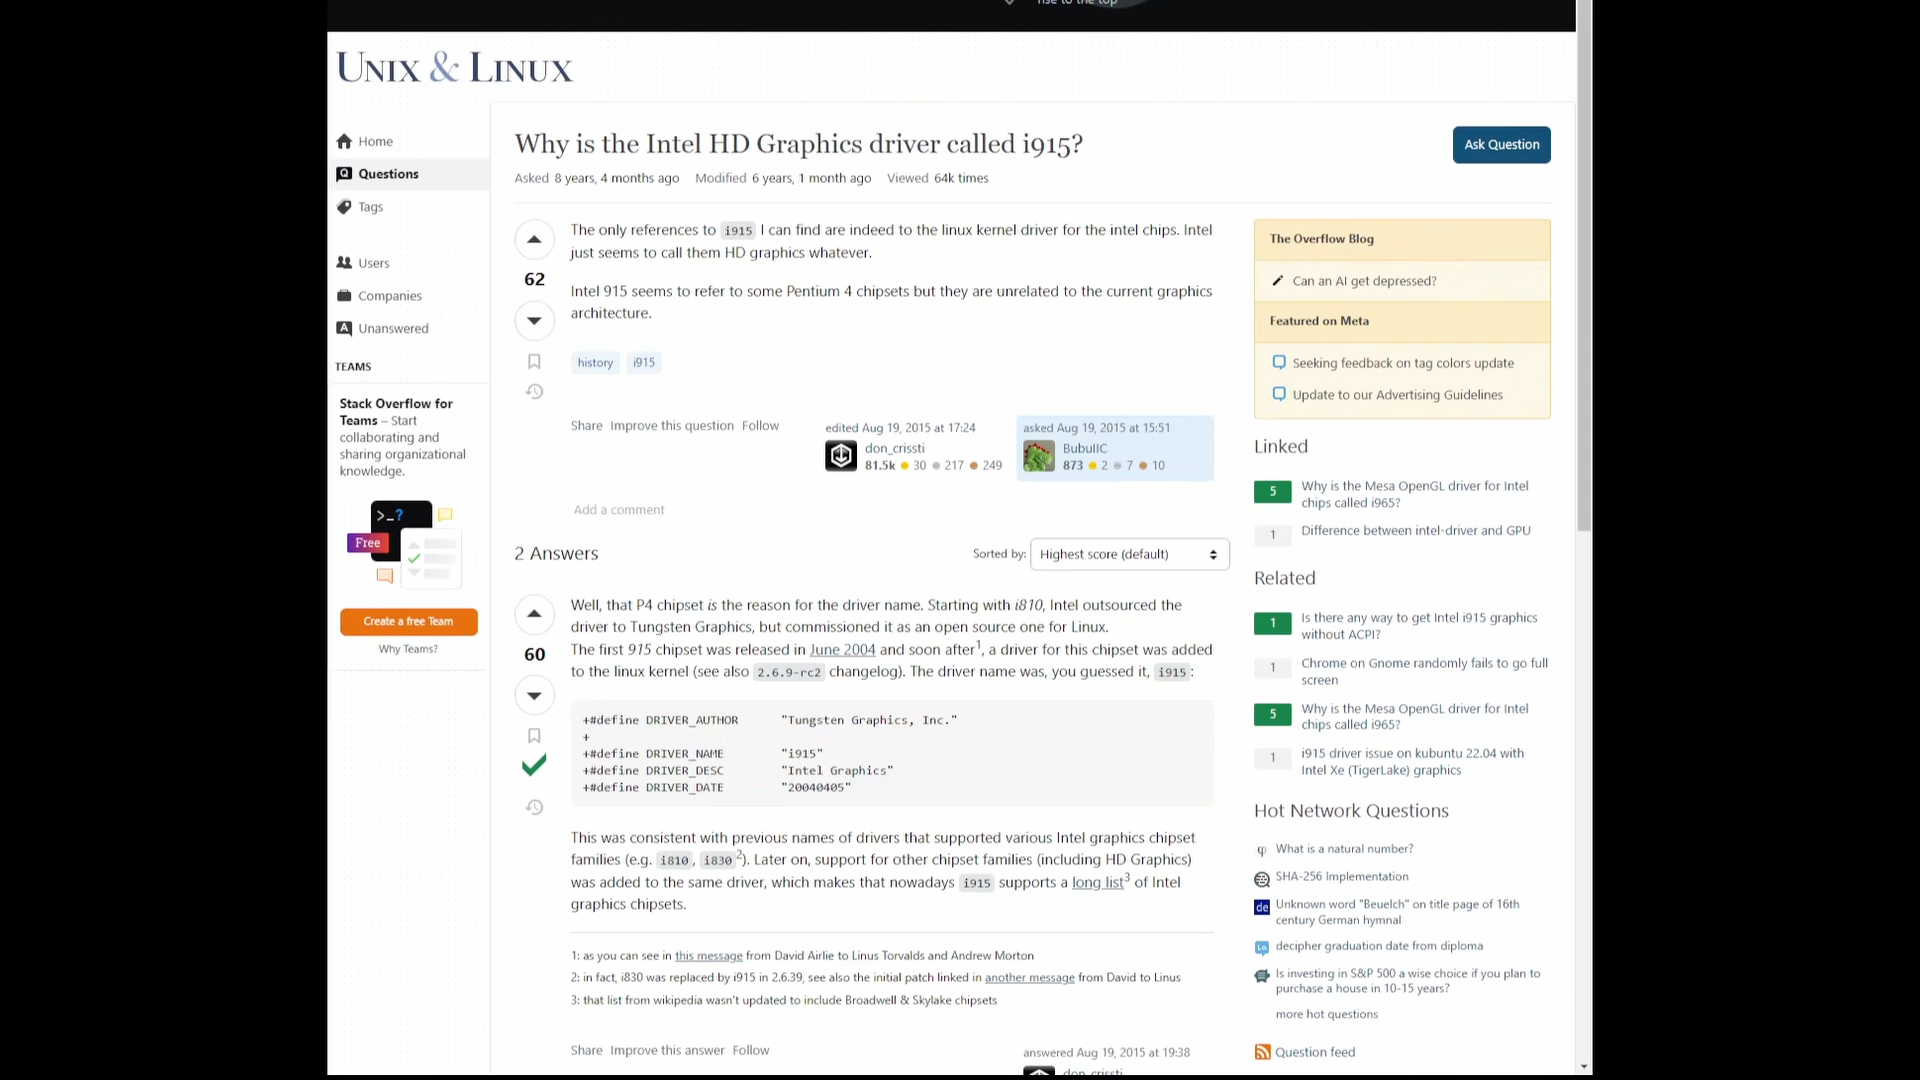 rise to the top
UNIX & LINUX
Home
Questions
Tags
Users
Companies
Unanswered
TEAMS
Stack Overflow for
Teams – Start
collaborating and
sharing organizational
knowledge.
>_?
Free
Create a free Team
Why Teams?
Why is the Intel HD Graphics driver called i915?
Ask Question
Asked 8 years, 4 months ago Modified 6 years, 1 month ago Viewed 64k times
62
The only references to i915 I can find are indeed to the linux kernel driver for the intel chips. Intel
just seems to call them HD graphics whatever.
Intel 915 seems to refer to some Pentium 4 chipsets but they are unrelated to the current graphics
architecture.
history i915
Share Improve this question Follow
edited Aug 19, 2015 at 17:24
don_crissti
81.5k 30 217 249
asked Aug 19, 2015 at 15:51
BubuIIC
873 2 7 10
Add a comment
2 Answers
Sorted by: Highest score (default)
60
Well, that P4 chipset is the reason for the driver name. Starting with i810, Intel outsourced the
driver to Tungsten Graphics, but commissioned it as an open source one for Linux.
The first 915 chipset was released in June 2004 and soon after1, a driver for this chipset was added
to the linux kernel (see also 2.6.9-rc2 changelog). The driver name was, you guessed it, i915:
+#define DRIVER_AUTHOR "Tungsten Graphics, Inc."
+
+#define DRIVER_NAME "i915"
+#define DRIVER_DESC "Intel Graphics"
+#define DRIVER_DATE "20040405"
This was consistent with previous names of drivers that supported various Intel graphics chipset
families (e.g. i810, i830 2). Later on, support for other chipset families (including HD Graphics)
was added to the same driver, which makes that nowadays i915 supports a long list3 of Intel
graphics chipsets.
1: as you can see in this message from David Airlie to Linus Torvalds and Andrew Morton
2: in fact, i830 was replaced by i915 in 2.6.39, see also the initial patch linked in another message from David to Linus
3: that list from wikipedia wasn't updated to include Broadwell & Skylake chipsets
Share Improve this answer Follow
answered Aug 19, 2015 at 19:38
don_crissti
The Overflow Blog
Can an AI get depressed?
Featured on Meta
Seeking feedback on tag colors update
Update to our Advertising Guidelines
Linked
5 Why is the Mesa OpenGL driver for Intel
chips called i965?
1 Difference between intel-driver and GPU
Related
1 Is there any way to get Intel i915 graphics
without ACPI?
1 Chrome on Gnome randomly fails to go full
screen
5 Why is the Mesa OpenGL driver for Intel
chips called i965?
1 i915 driver issue on kubuntu 22.04 with
Intel Xe (TigerLake) graphics
Hot Network Questions
φ What is a natural number?
SHA-256 Implementation
de Unknown word "Beuelch" on title page of 16th
century German hymnal
decipher graduation date from diploma
Is investing in S&P 500 a wise choice if you plan to
purchase a house in 10-15 years?
more hot questions
Question feed